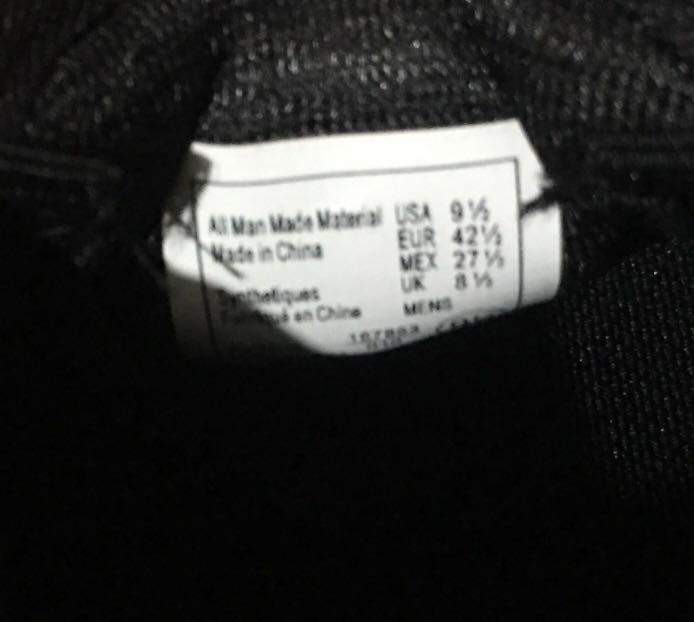 All Man Made Material
Made in China
Synthetiques
Fabriqué en Chine
USA 9½
EUR 42½
MEX 27½
UK 8½
MENS